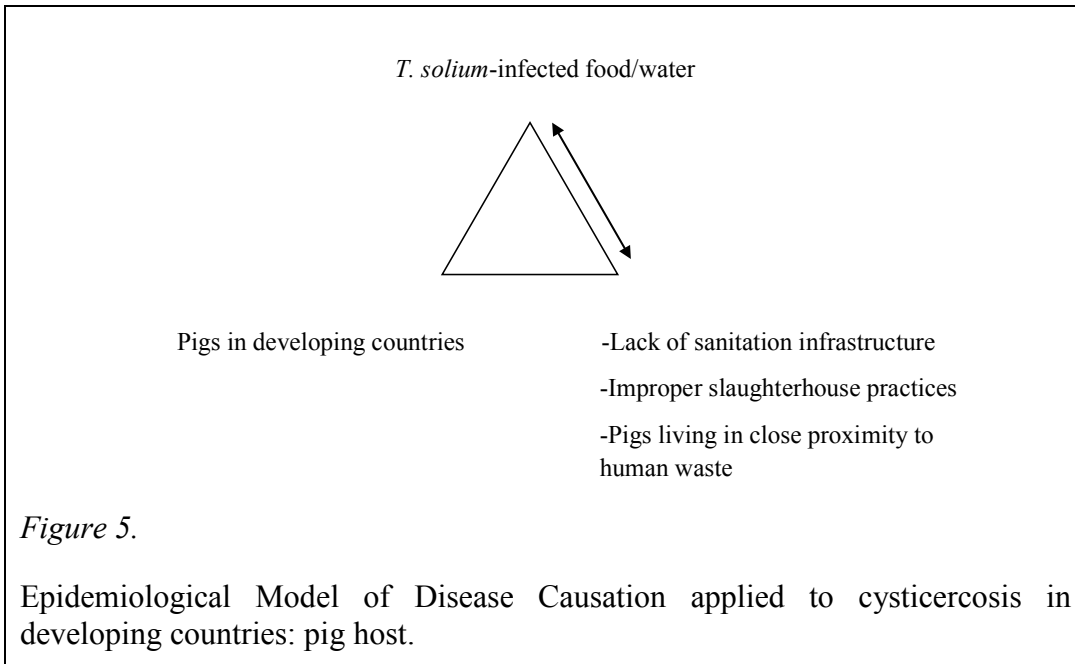 T. solium-infected food/water
Pigs in developing countries
-Lack of sanitation infrastructure
-Improper slaughterhouse practices
-Pigs living in close proximity to
human waste
Figure 5.
Epidemiological Model of Disease Causation applied to cysticercosis in
developing countries: pig host.